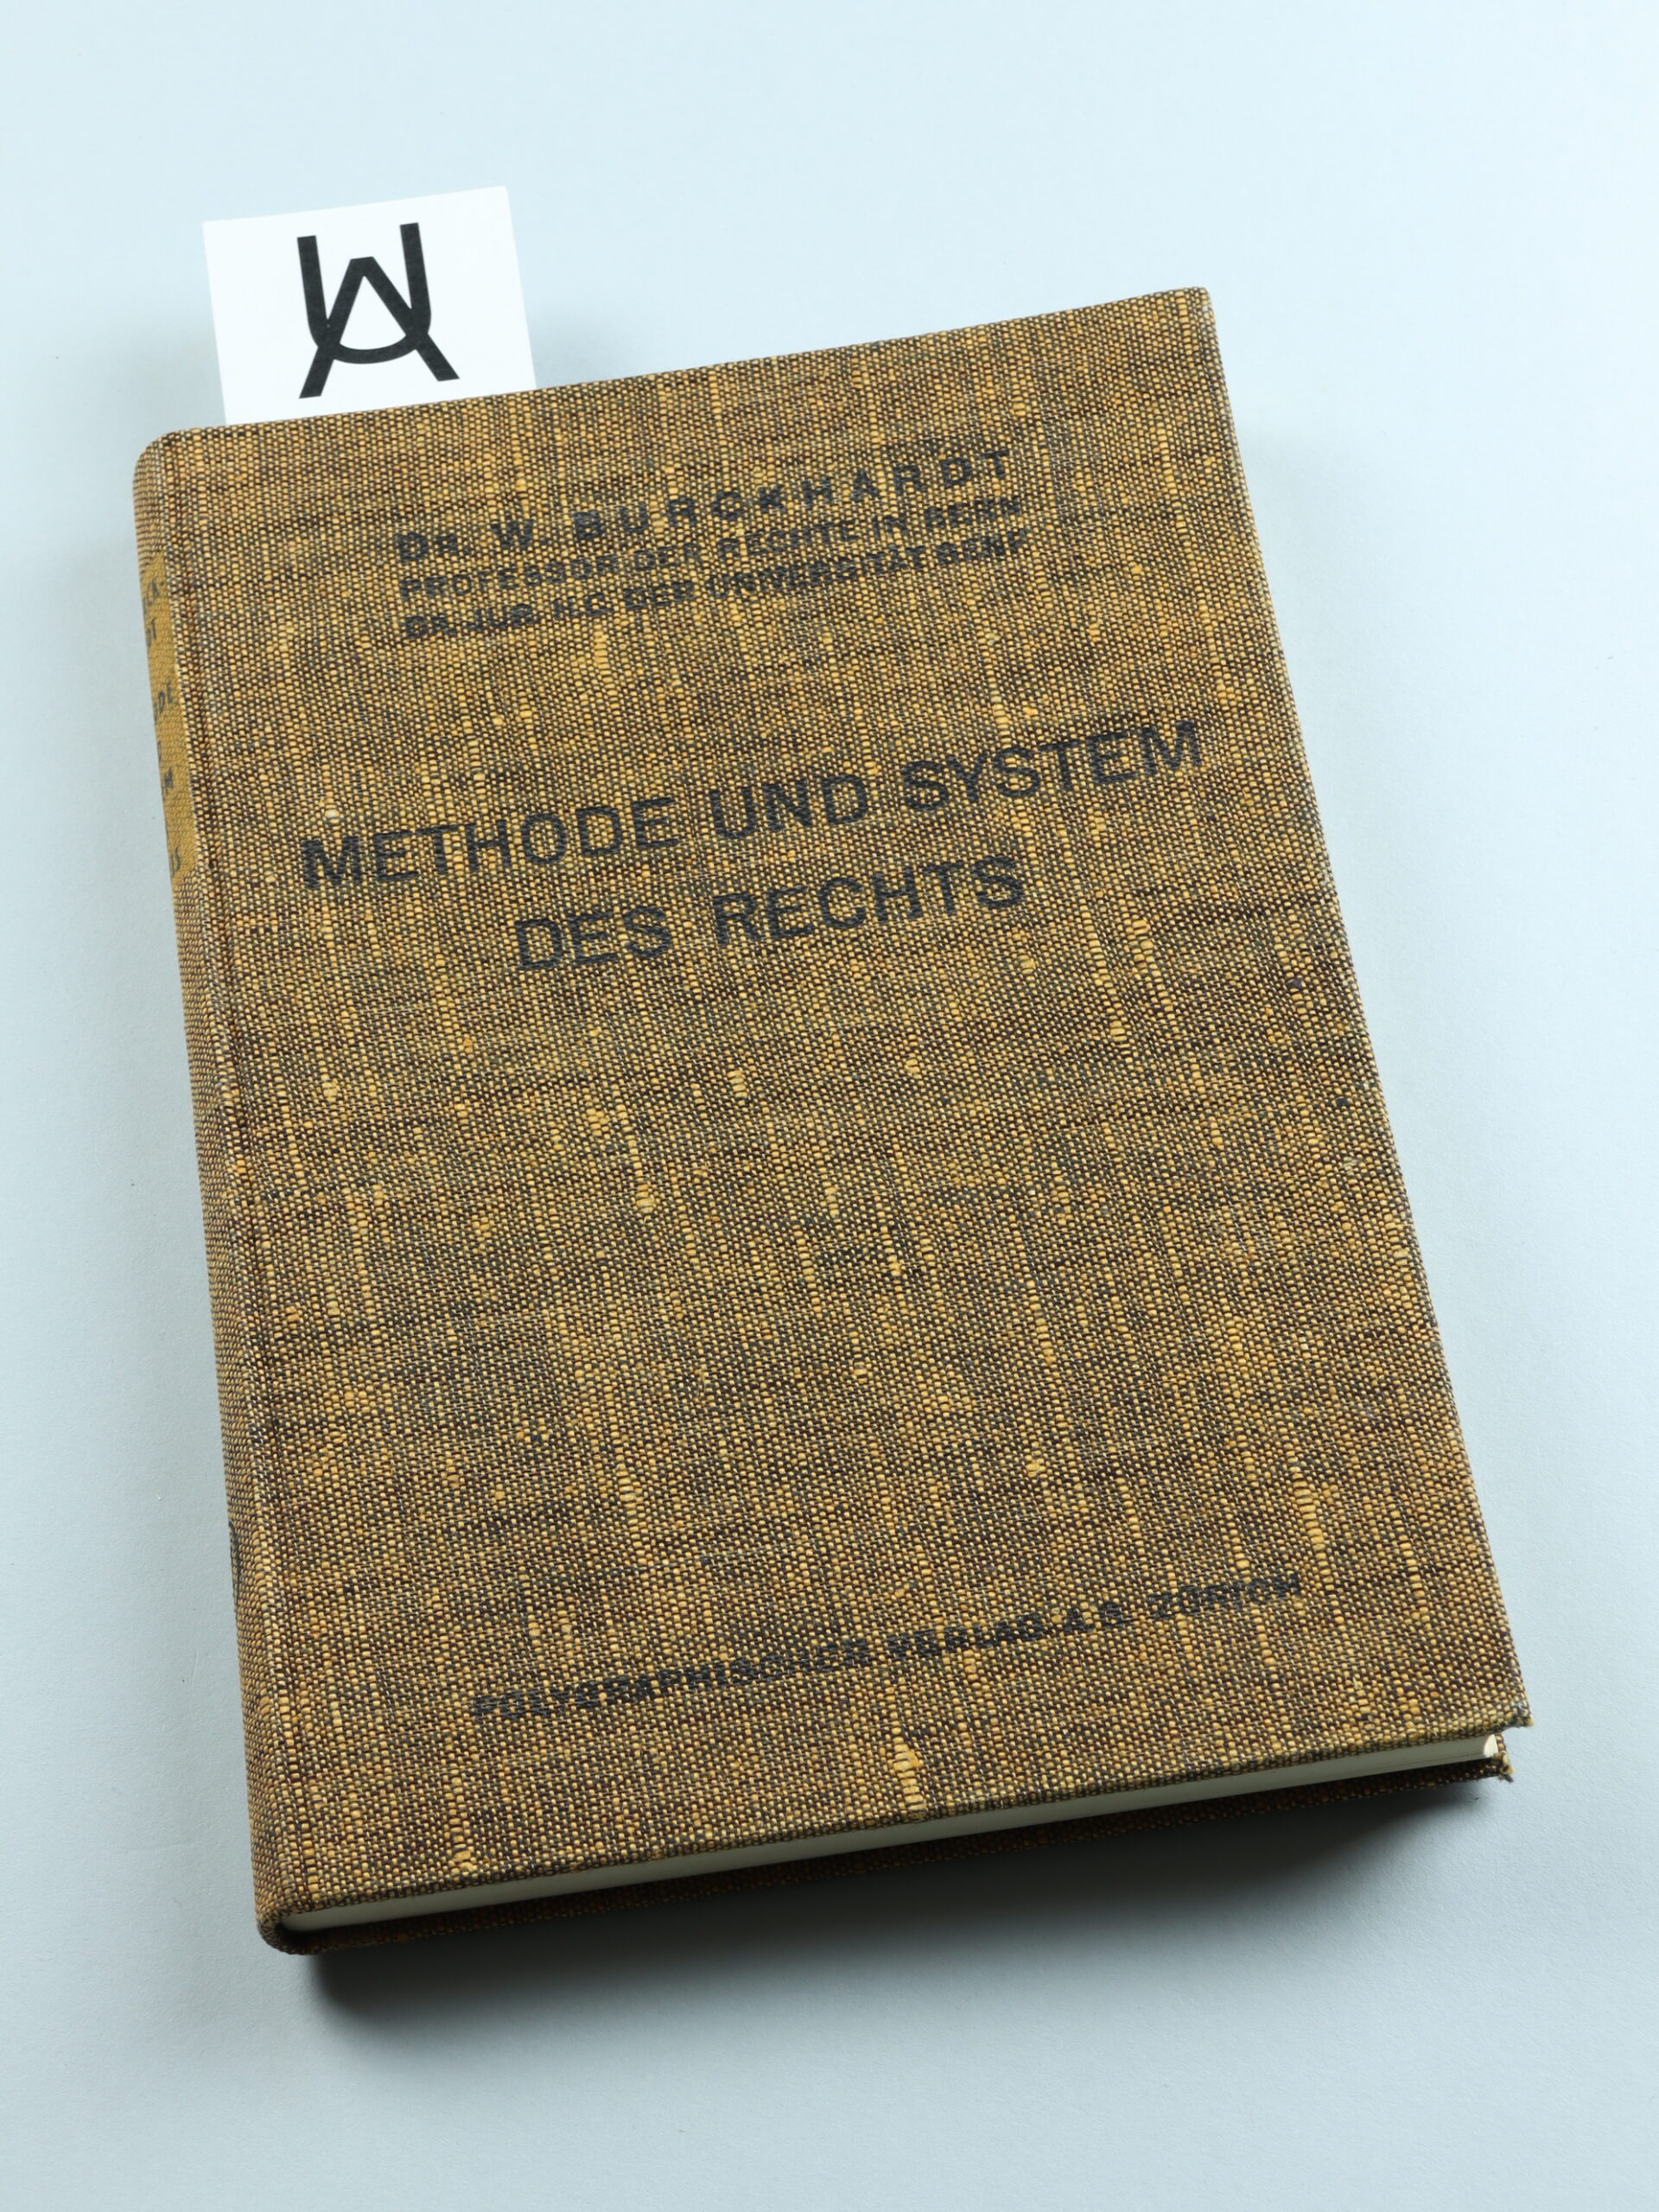 DR. W. BURCKHARDT
PROFESSOR DER RECHTE IN BERN
DR. JUR. H.C. DER UNIVERSITÄT GENF
METHODE UND SYSTEM
DES RECHTS
POLYGRAPHISCHER VERLAG A.G. ZÜRICH